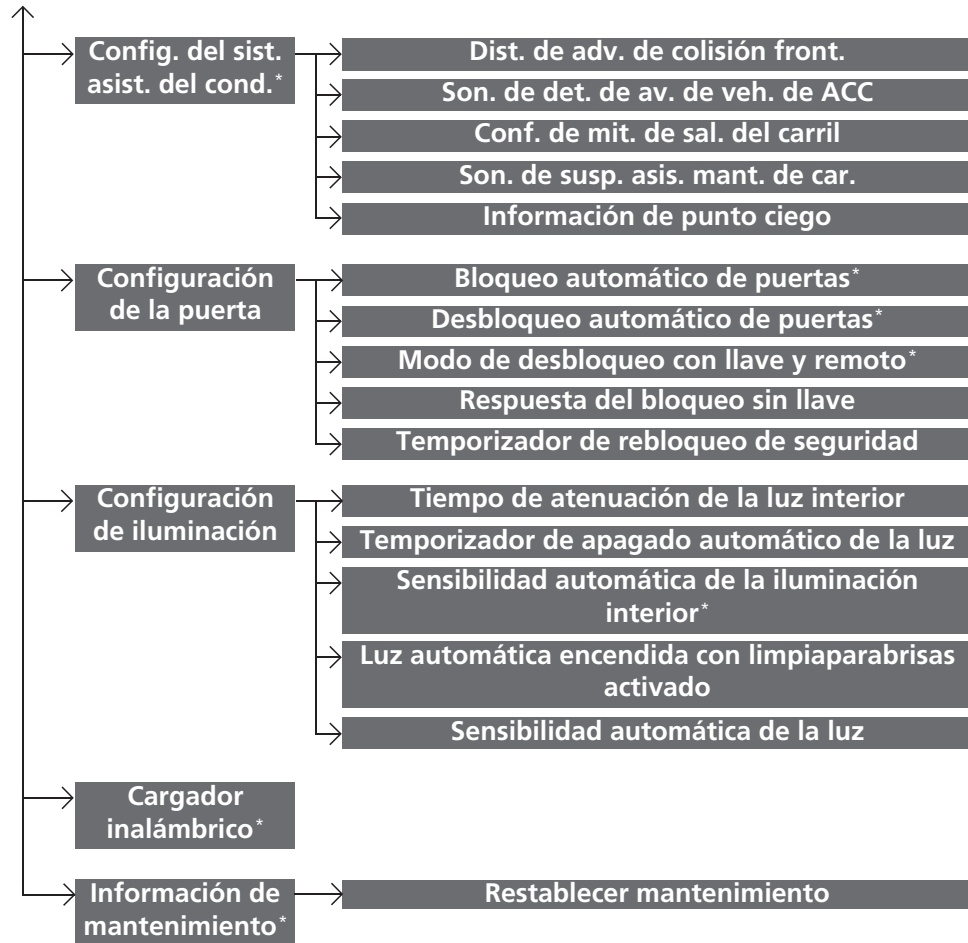 Config. del sist.
asist. del cond.*
Dist. de adv. de colisión front.
Son. de det. de av. de veh. de ACC
Conf. de mit. de sal. del carril
Son. de susp. asis. mant. de car.
Información de punto ciego
Configuración
de la puerta
Bloqueo automático de puertas*
Desbloqueo automático de puertas*
Modo de desbloqueo con llave y remoto*
Respuesta del bloqueo sin llave
Temporizador de rebloqueo de seguridad
Configuración
de iluminación
Tiempo de atenuación de la luz interior
Temporizador de apagado automático de la luz
Sensibilidad automática de la iluminación
interior*
Luz automática encendida con limpiaparabrisas
activado
Sensibilidad automática de la luz
Cargador
inalámbrico*
Información de
mantenimiento*
Restablecer mantenimiento